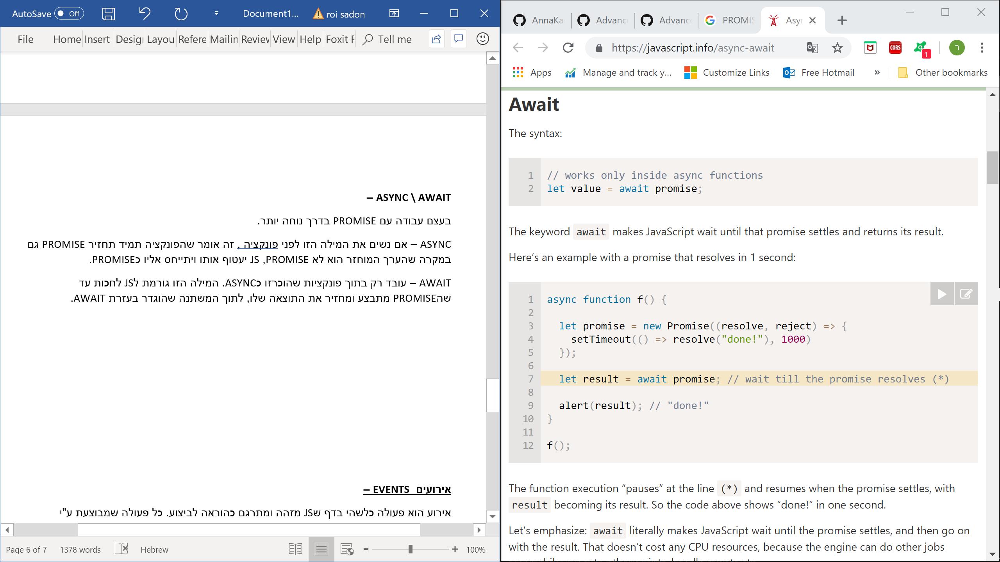 AutoSave Off Document1... roi sadon
File Home Insert Desig Layou Refere Mailin Review View Help Foxit Tell me
ASYNC \ AWAIT –
בעצם עבודה עם PROMISE בדרך נוחה יותר.
ASYNC – אם נשים את המילה הזו לפני פונקציה , זה אומר שהפונקציה תמיד תחזיר PROMISE גם
במקרה שהערך המוחזר הוא לא PROMISE, JS יעטוף אותו ויתייחס אליו כPROMISE.
AWAIT – עובד רק בתוך פונקציות שהוכרזו כASYNC. המילה הזו גורמת לJS לחכות עד
שהPROMISE מתבצע ומחזיר את התוצאה שלו, לתוך המשתנה שהוגדר בעזרת AWAIT.
אירועים EVENTS –
אירוע הוא פעולה כלשהי בדף שJS מזהה ומתרגם כהוראה לביצוע. כל פעולה שמבוצעת ע"י
Page 6 of 7 1378 words Hebrew 100%
AnnaKa Advanc Advanc PROMIS Asy
https://javascript.info/async-await CORS 1 ר
Apps Manage and track y... Customize Links Free Hotmail » Other bookmarks
Await
The syntax:
1 // works only inside async functions
2 let value = await promise;
The keyword await makes JavaScript wait until that promise settles and returns its result.
Here’s an example with a promise that resolves in 1 second:
1 async function f() {
2
3 let promise = new Promise((resolve, reject) => {
4 setTimeout(() => resolve("done!"), 1000)
5 });
6
7 let result = await promise; // wait till the promise resolves (*)
8
9 alert(result); // "done!"
10 }
11
12 f();
The function execution “pauses” at the line (*) and resumes when the promise settles, with
result becoming its result. So the code above shows “done!” in one second.
Let’s emphasize: await literally makes JavaScript wait until the promise settles, and then go on
with the result. That doesn’t cost any CPU resources, because the engine can do other jobs